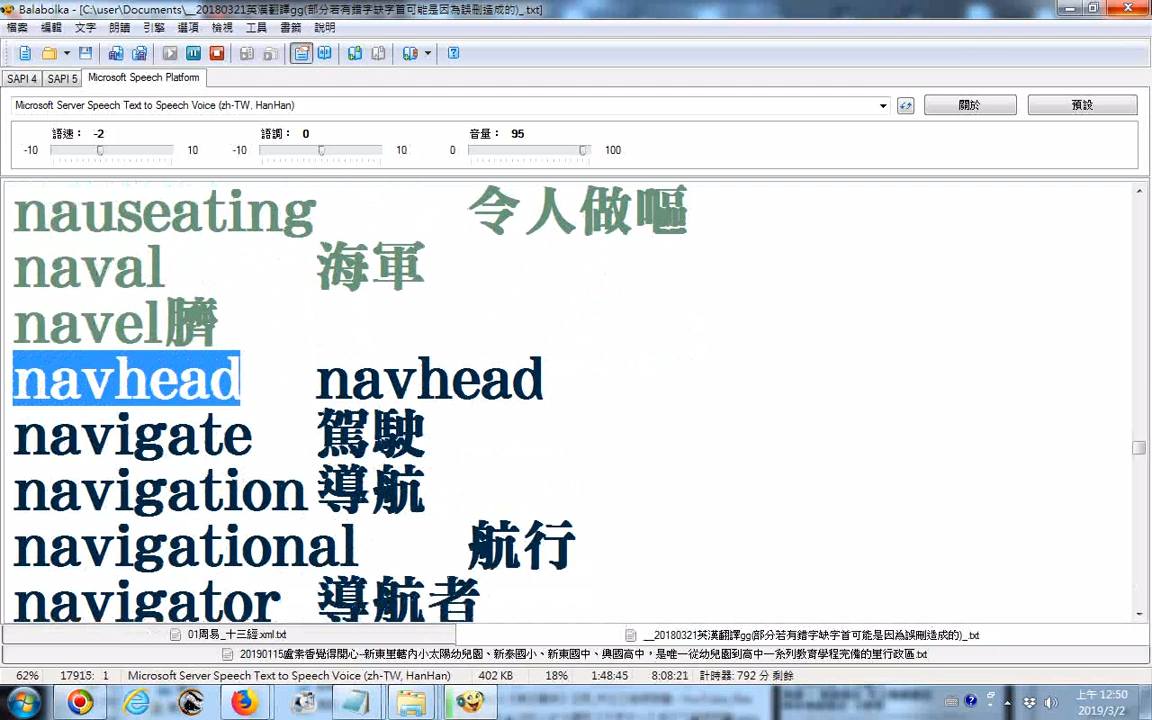 Balabolka - [C:\user\Documents\__20180321英漢翻譯gg(部分若有錯字缺字首可能是因為誤刪造成的)_.txt]
檔案 編輯 文字 朗讀 引擎 選項 檢視 工具 書籤 說明
SAPI 4 SAPI 5 Microsoft Speech Platform
Microsoft Server Speech Text to Speech Voice (zh-TW, HanHan) 關於 預設
語速： -2 語調： 0 音量： 95
-10 10 -10 10 0 100
nauseating 令人做嘔
naval 海軍
navel臍
navhead navhead
navigate 駕駛
navigation 導航
navigational 航行
navigator 導航者
01周易_十三經.xml.txt __20180321英漢翻譯gg(部分若有錯字缺字首可能是因為誤刪造成的)_.txt
20190115盧素香覺得開心~新東里轄內小太陽幼兒園、新泰國小、新東國中、興國高中，是唯一從幼兒園到高中一系列教育學程完備的里行政區.txt
62% 17915: 1 Microsoft Server Speech Text to Speech Voice (zh-TW, HanHan) 402 KB 18% 1:48:45 8:08:21 計時器: 792 分 剩餘
上午 12:50
2019/3/2